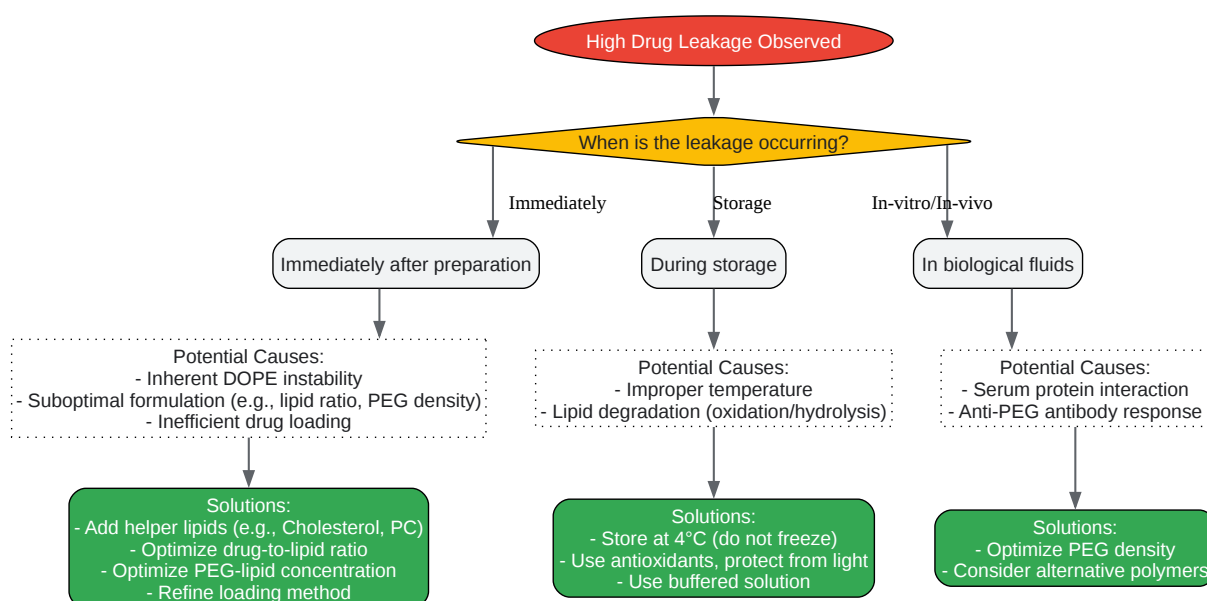 High Drug Leakage Observed
When is the leakage occurring?
Immediately
Storage
In-vitro/In-vivo
Immediately after preparation
During storage
In biological fluids
Potential Causes:
- Inherent DOPE instability
- Suboptimal formulation (e.g., lipid ratio, PEG density)
- Inefficient drug loading
Potential Causes:
- Improper temperature
- Lipid degradation (oxidation/hydrolysis)
Potential Causes:
- Serum protein interaction
- Anti-PEG antibody response
Solutions:
- Add helper lipids (e.g., Cholesterol, PC)
- Optimize drug-to-lipid ratio
- Optimize PEG-lipid concentration
- Refine loading method
Solutions:
- Store at 4°C (do not freeze)
- Use antioxidants, protect from light
- Use buffered solution
Solutions:
- Optimize PEG density
- Consider alternative polymers